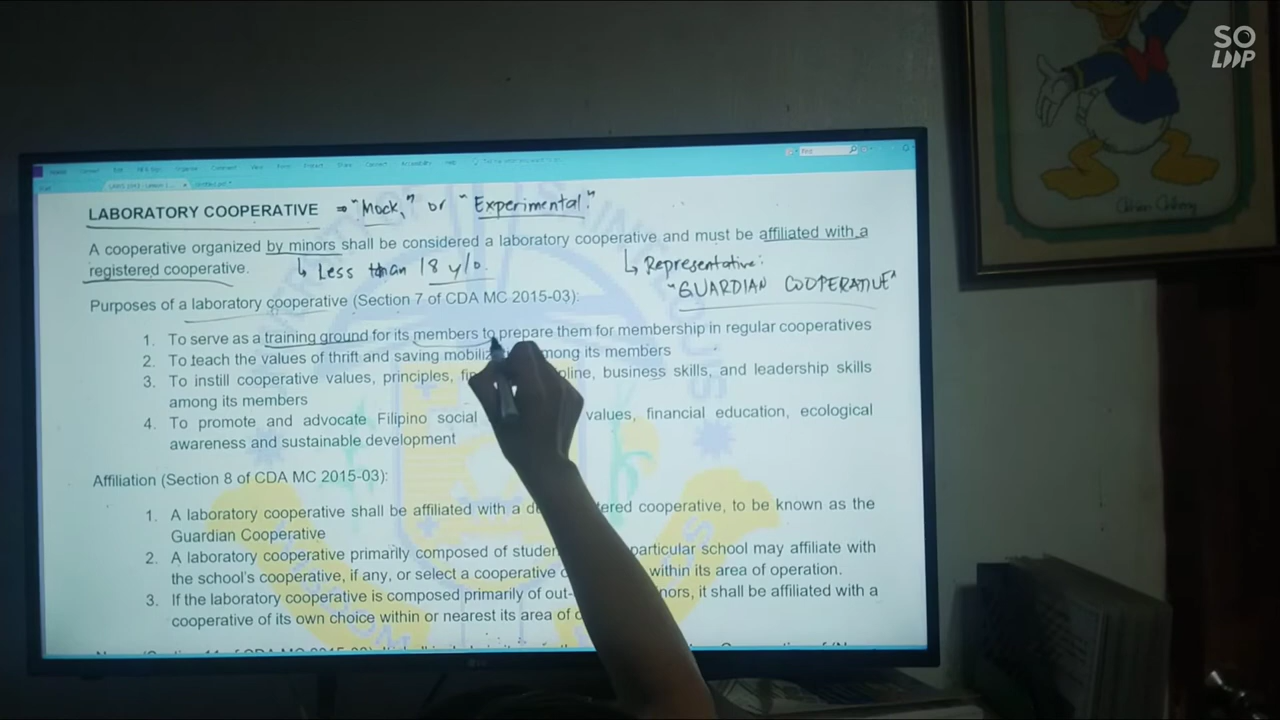 SO
LOOP
LABORATORY COOPERATIVE ⇒ "Mock," or "Experimental."
A cooperative organized by minors shall be considered a laboratory cooperative and must be affiliated with a
registered cooperative.
↳ Less than 18 y/o.
↳ Representative:
"GUARDIAN COOPERATIVE"
Purposes of a laboratory cooperative (Section 7 of CDA MC 2015-03):
1. To serve as a training ground for its members to prepare them for membership in regular cooperatives
2. To teach the values of thrift and saving among its members
3. To instill cooperative values, principles, business skills, and leadership skills
among its members
4. To promote and advocate Filipino social values, financial education, ecological
awareness and sustainable development
Affiliation (Section 8 of CDA MC 2015-03):
1. A laboratory cooperative shall be affiliated with a cooperative, to be known as the
Guardian Cooperative
2. A laboratory cooperative primarily composed of particular school may affiliate with
the school's cooperative, if any, or select a cooperative within its area of operation.
3. If the laboratory cooperative is composed primarily of it shall be affiliated with a
cooperative of its own choice within or nearest its area of
LG